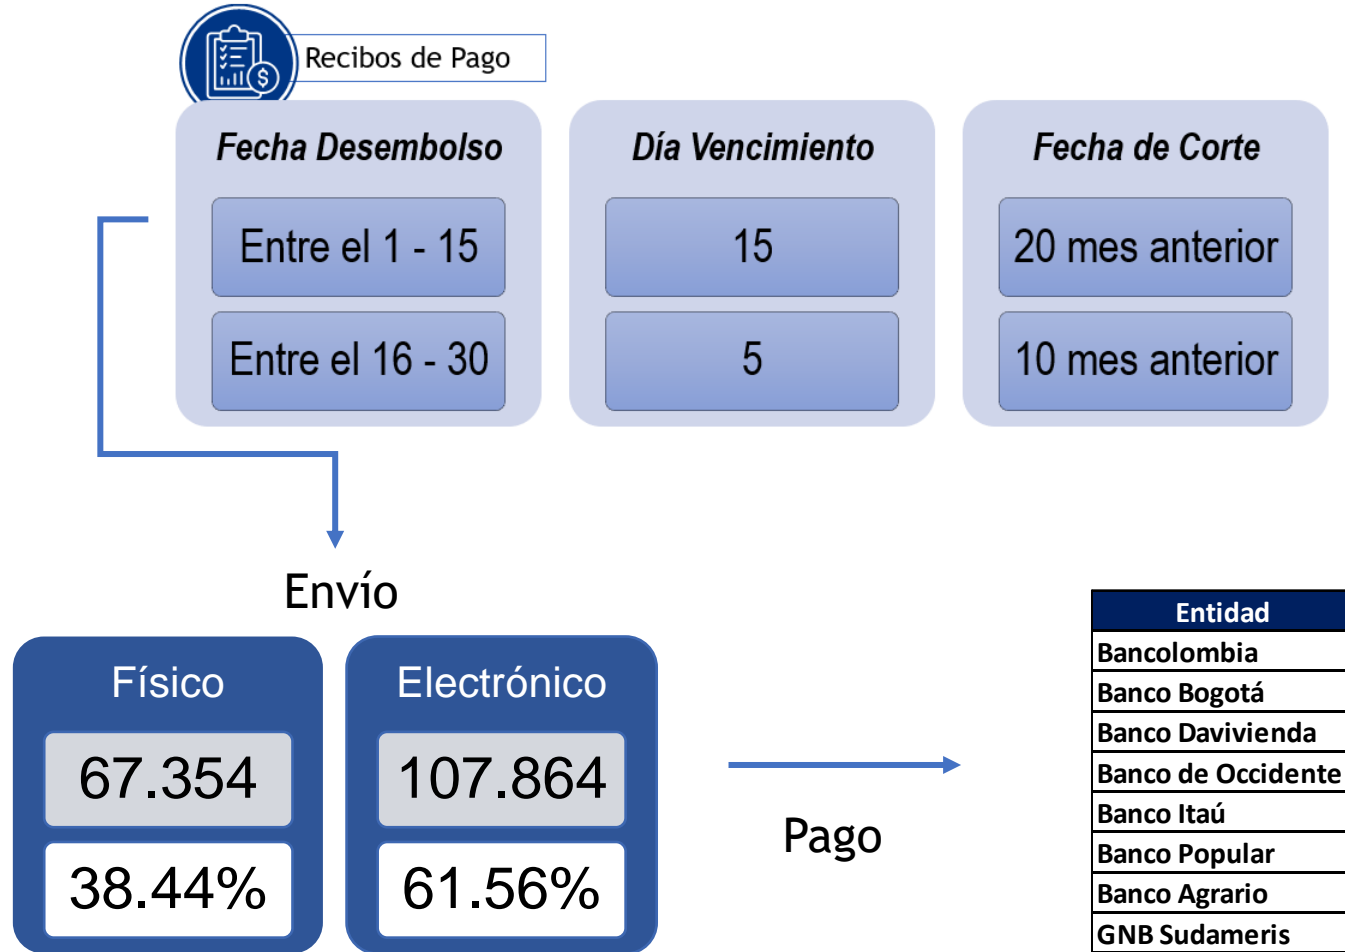 Recibos de Pago
Fecha Desembolso
Entre el 1 - 15
Entre el 16 - 30
Día Vencimiento
15
5
Fecha de Corte
20 mes anterior
10 mes anterior
Envío
Físico
67.354
38.44%
Electrónico
107.864
61.56%
Pago
Entidad
Bancolombia
Banco Bogotá
Banco Davivienda
Banco de Occidente
Banco Itaú
Banco Popular
Banco Agrario
GNB Sudameris